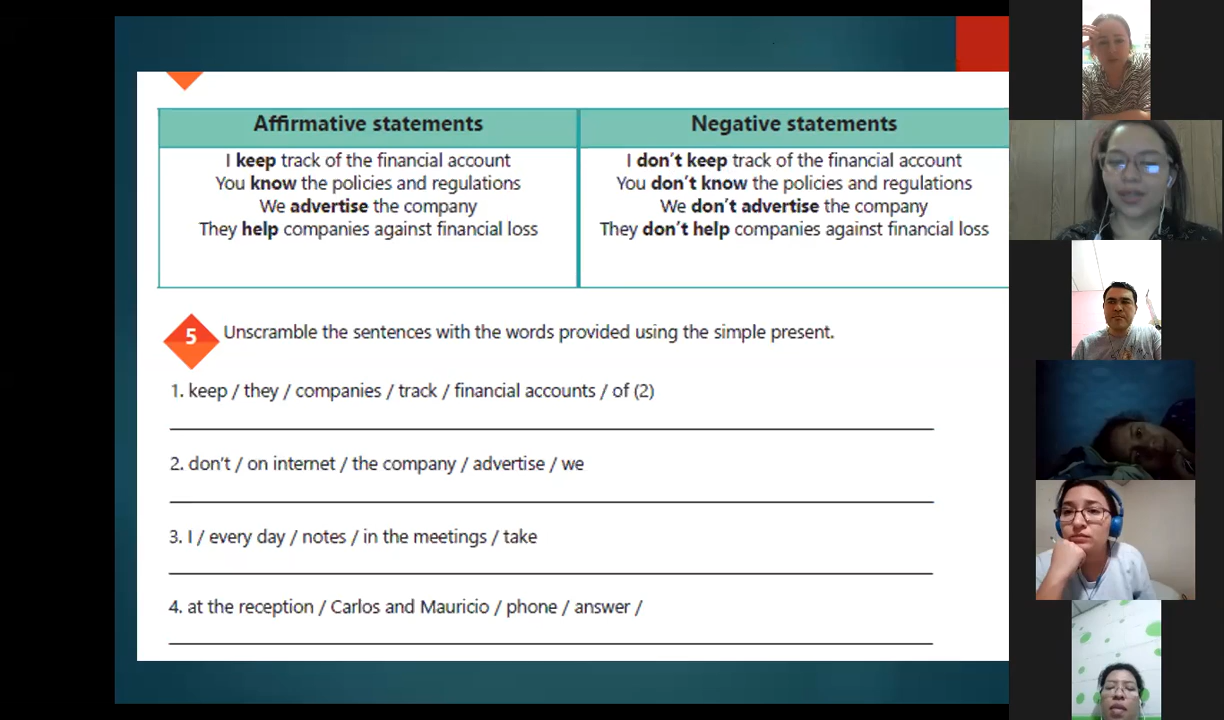 Affirmative statements
I keep track of the financial account
You know the policies and regulations
We advertise the company
They help companies against financial loss
Negative statements
I don't keep track of the financial account
You don't know the policies and regulations
We don't advertise the company
They don't help companies against financial loss
5 Unscramble the sentences with the words provided using the simple present.
1. keep / they / companies / track / financial accounts / of (2)
2. don't / on internet / the company / advertise / we
3. I / every day / notes / in the meetings / take
4. at the reception / Carlos and Mauricio / phone / answer /